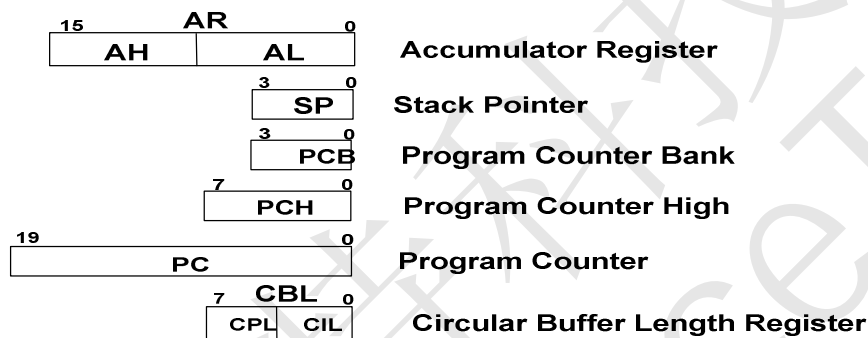 AR
15 0
AH AL Accumulator Register
3 0
SP Stack Pointer
3 0
PCB Program Counter Bank
7 0
PCH Program Counter High
19 0
PC Program Counter
CBL
7 0
CPL CIL Circular Buffer Length Register
科技